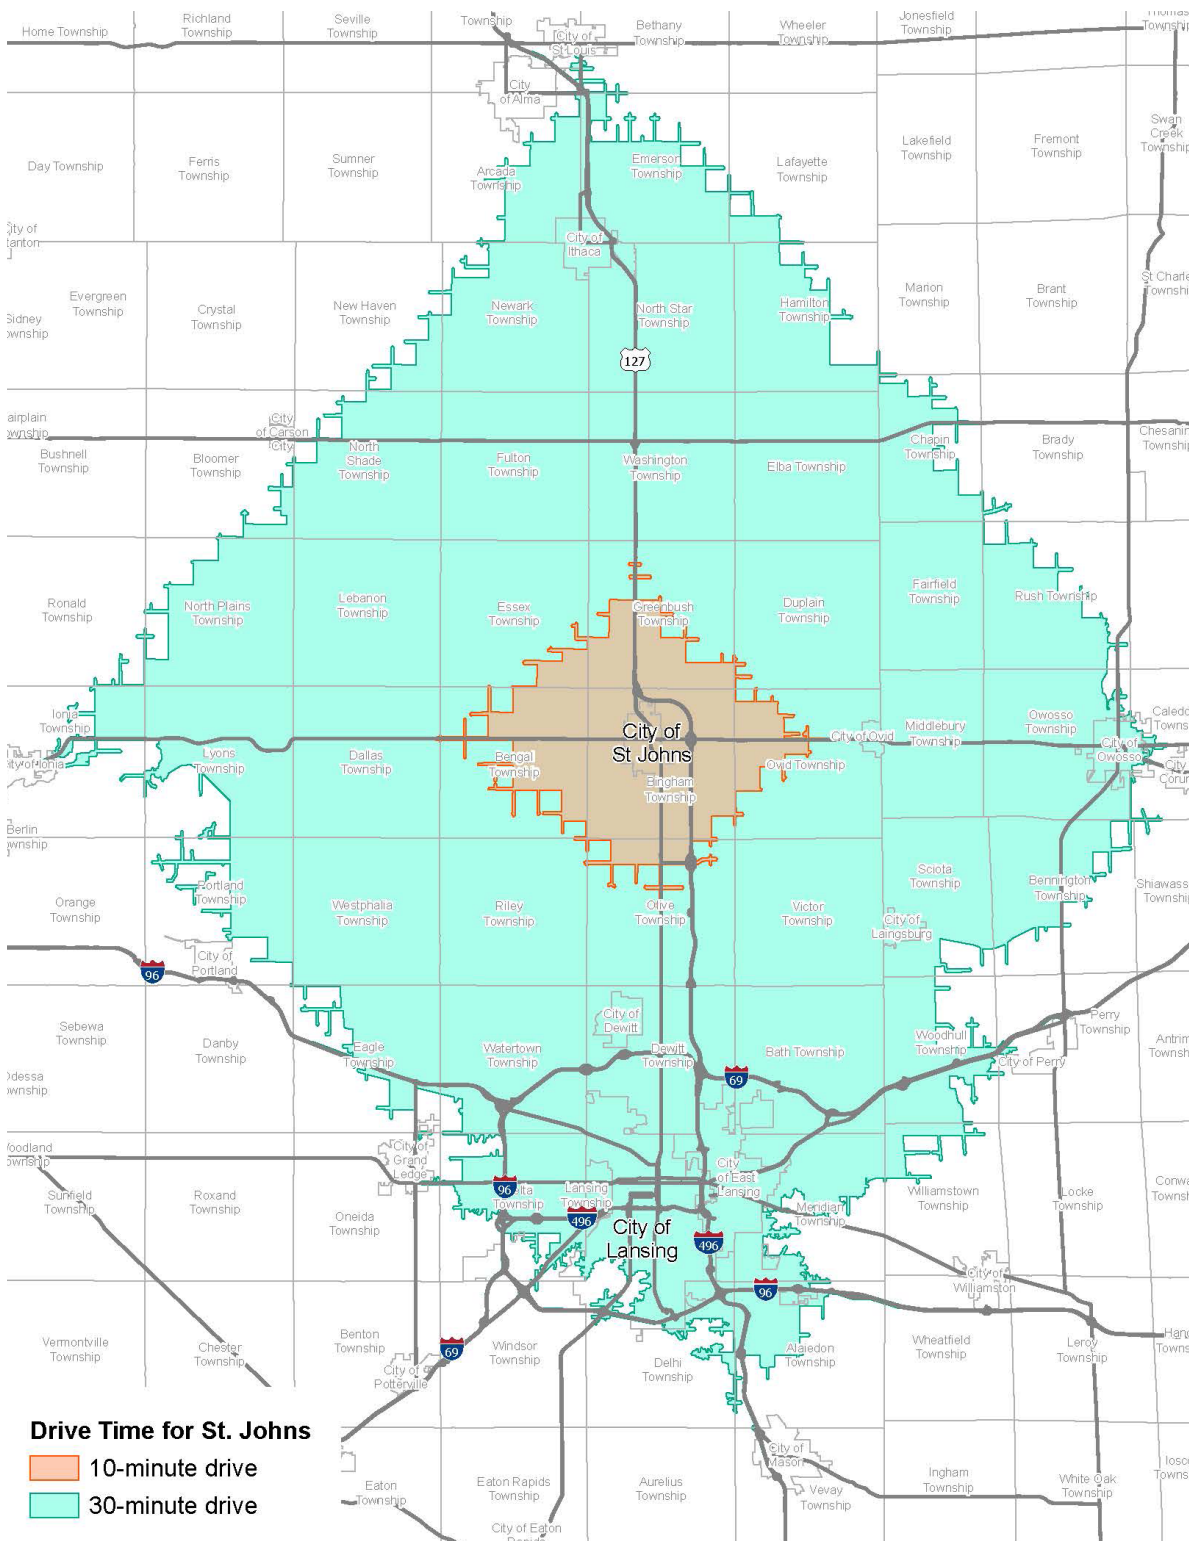 Home Township
Richland
Township
Seville
Township
Township
City of
St Louis
Bethany
Township
Wheeler
Township
Jonesfield
Township
Township
City
of Alma
Swan
Creek
Township
Day Township
Ferris
Township
Sumner
Township
Arcada
Township
Emerson
Township
Lafayette
Township
Lakefield
Township
Fremont
Township
City of
Ithaca
Evergreen
Township
Crystal
Township
New Haven
Township
Newark
Township
North Star
Township
Hamilton
Township
Marion
Township
Brant
Township
127
City
of Carson
City
Bushnell
Township
Bloomer
Township
North
Shade
Township
Fulton
Township
Washington
Township
Elba Township
Chapin
Township
Brady
Township
Township
Ronald
Township
North Plains
Township
Lebanon
Township
Essex
Township
Greenbush
Township
Duplain
Township
Fairfield
Township
Rush Township
Ionia
Township
Lyons
Township
Dallas
Township
Bengal
Township
City of
St Johns
Bingham
Township
City of Ovid
Ovid Township
Middlebury
Township
Owosso
Township
City of
Owosso
City
Orange
Township
Portland
Township
Westphalia
Township
Riley
Township
Olive
Township
Victor
Township
Sciota
Township
City of
Laingsburg
Bennington
Township
City of
Portland
96
Sebewa
Township
Danby
Township
Eagle
Township
Watertown
Township
City of
Dewitt
Dewitt
Township
Bath Township
Woodhull
Township
City of Perry
Perry
Township
69
City of
Grand
Ledge
96
Township
Lansing
Township
496
City
of East
Lansing
Meridian
Township
Williamstown
Township
Locke
Township
Sunfield
Township
Roxand
Township
Oneida
Township
City of
Lansing
496
96
City of
Williamston
Vermontville
Township
Chester
Township
Benton
Township
69
City of
Potterville
Windsor
Township
Delhi
Township
Alaiedon
Township
Wheatfield
Township
Leroy
Township
Drive Time for St. Johns
10-minute drive
30-minute drive
Eaton
Township
Eaton Rapids
Township
City of Eaton
Aurelius
Township
City of
Mason
Vevay
Township
Ingham
Township
White Oak
Township